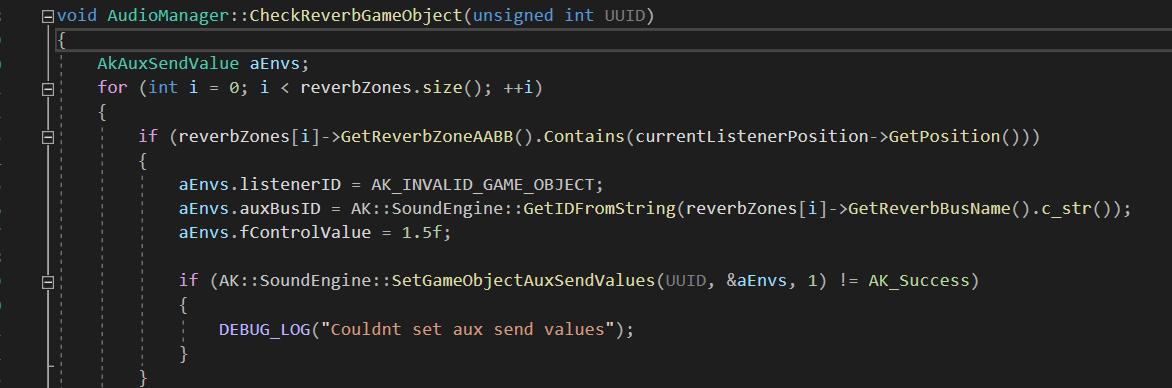 void AudioManager::CheckReverbGameObject(unsigned int UUID)
{
    AkAuxSendValue aEnvs;
    for (int i = 0; i < reverbZones.size(); ++i)
    {
        if (reverbZones[i]->GetReverbZoneAABB().Contains(currentListenerPosition->GetPosition()))
        {
            aEnvs.listenerID = AK_INVALID_GAME_OBJECT;
            aEnvs.auxBusID = AK::SoundEngine::GetIDFromString(reverbZones[i]->GetReverbBusName().c_str());
            aEnvs.fControlValue = 1.5f;

            if (AK::SoundEngine::SetGameObjectAuxSendValues(UUID, &aEnvs, 1) != AK_Success)
            {
                DEBUG_LOG("Couldnt set aux send values");
            }
        }